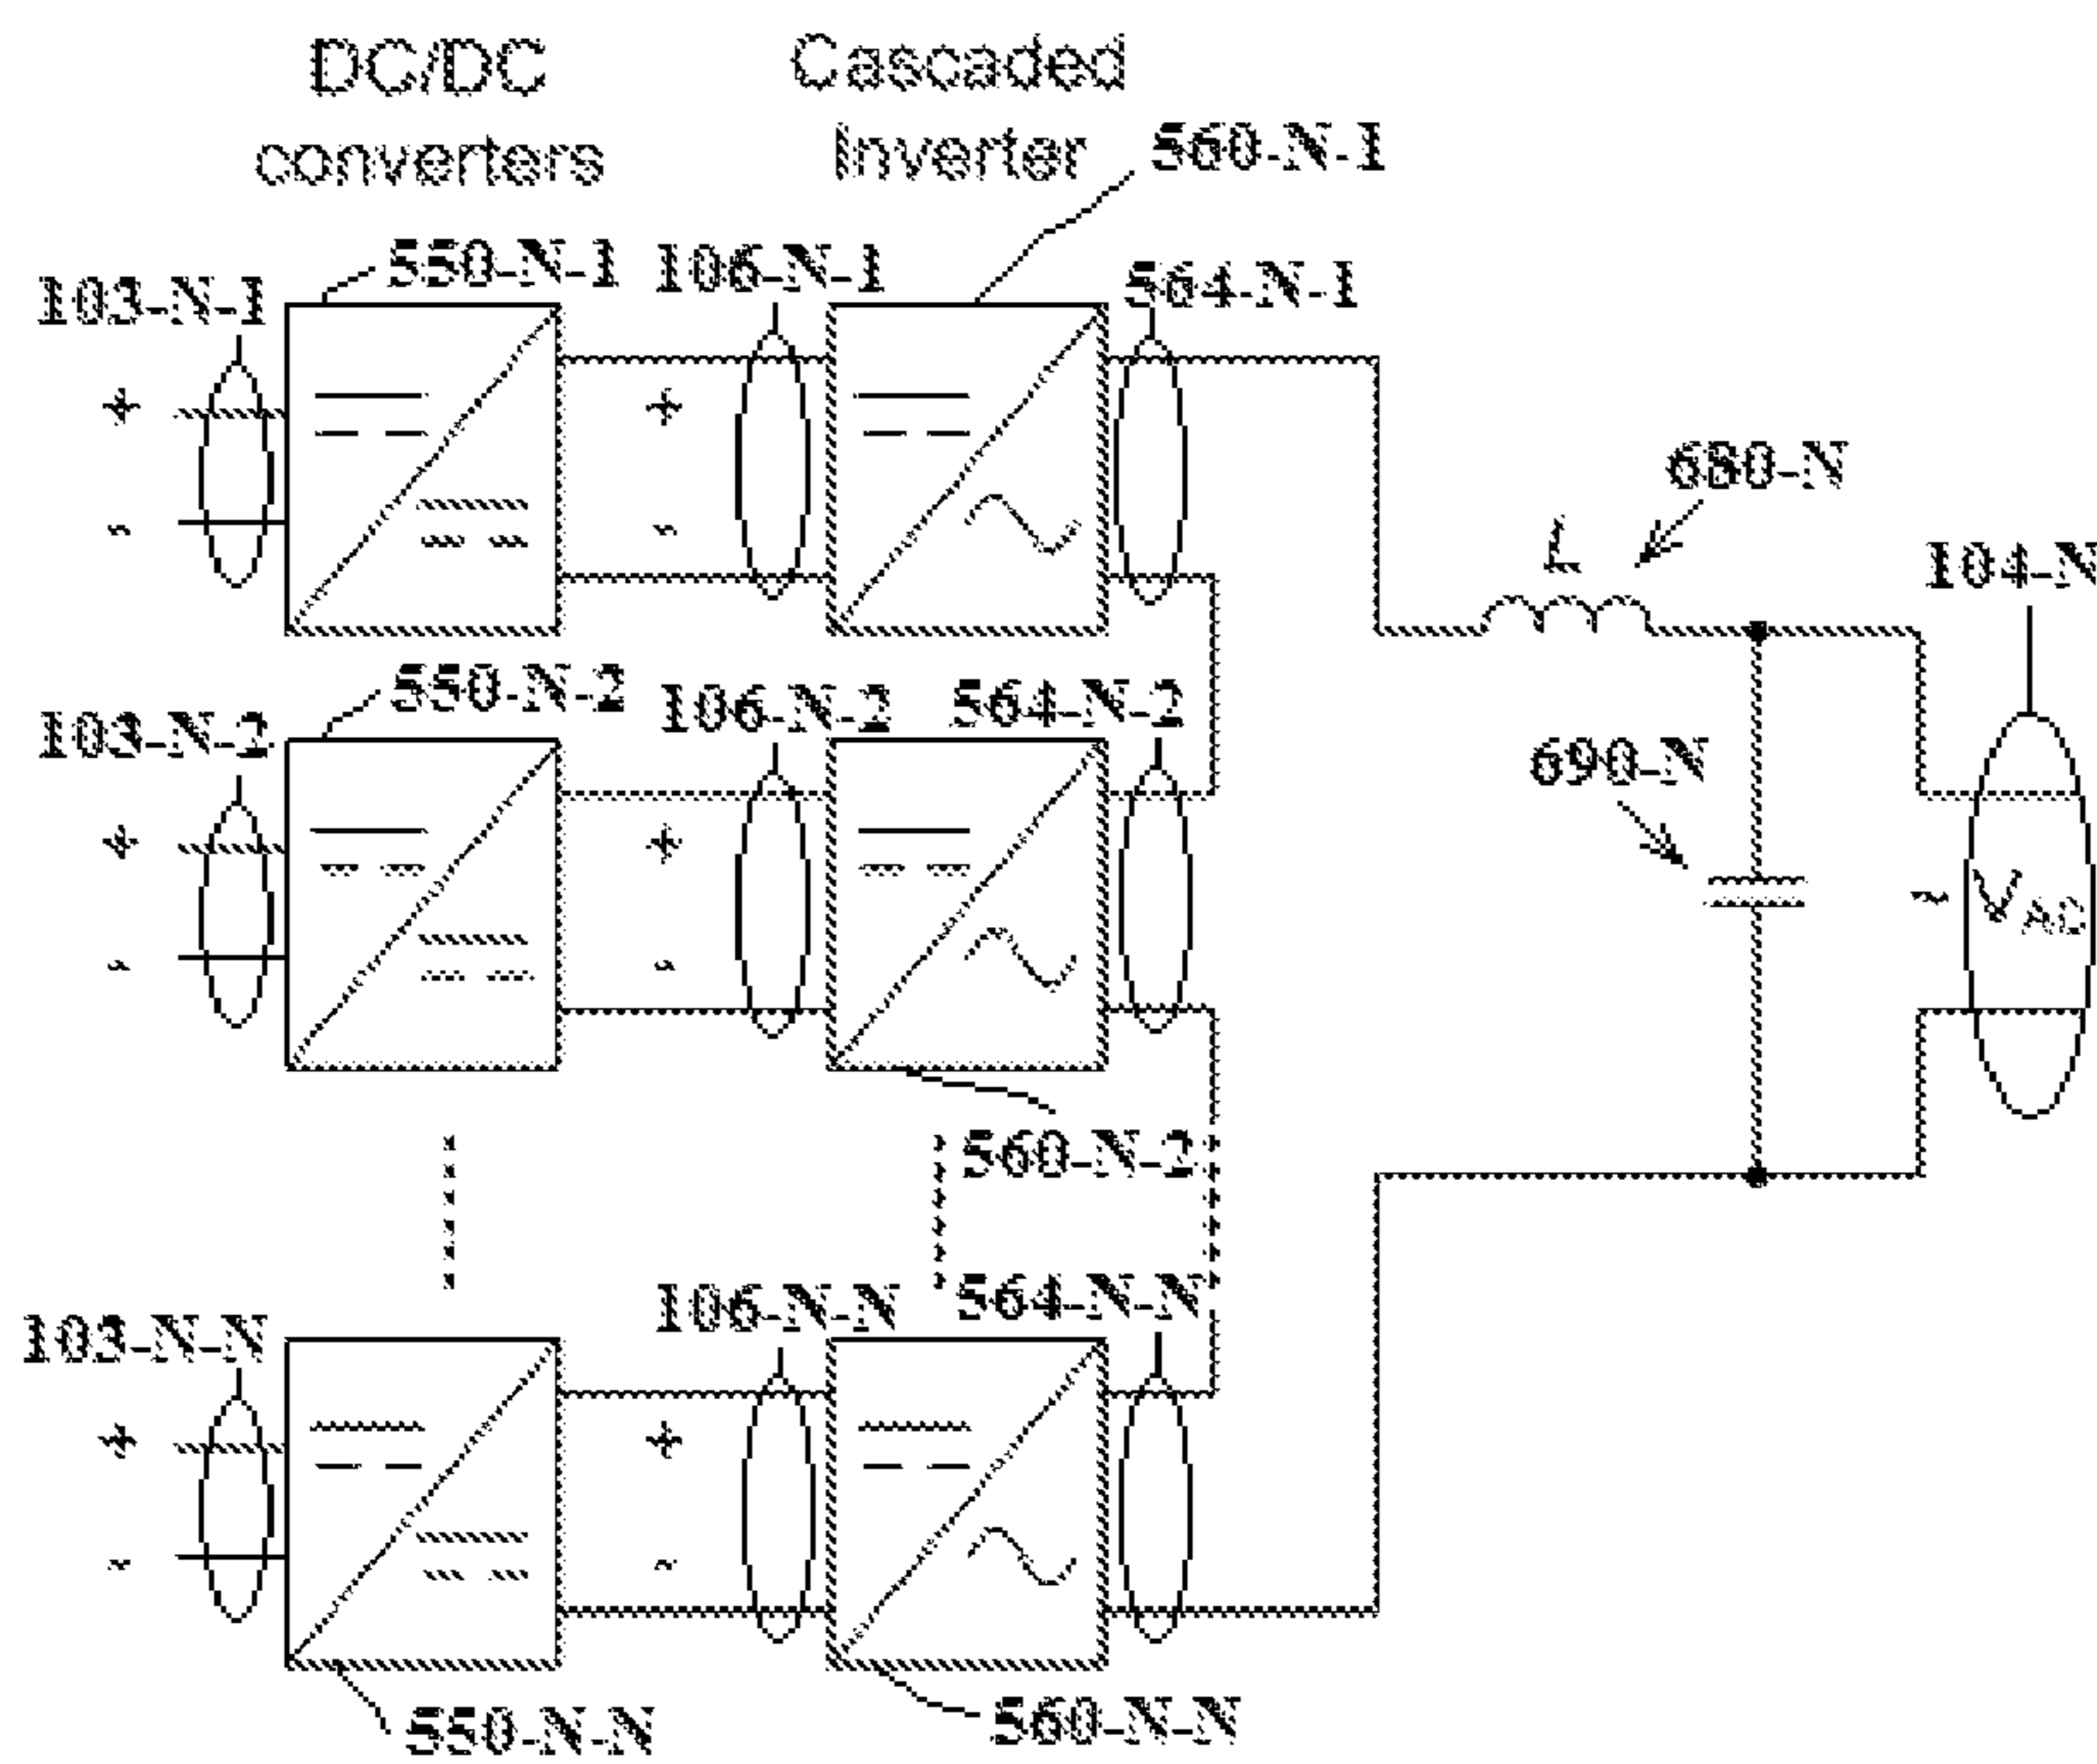 DC/DC
converters
Cascaded
Inverter
560-N-1
103-N-1
550-N-1
106-N-1
564-N-1
+
-
+
-
680-N
L
104-N
103-N-2
550-N-2
106-N-2
564-N-2
+
-
+
-
690-N
~ VAC
560-N-2
103-N-N
106-N-N
564-N-N
+
-
+
-
550-N-N
560-N-N